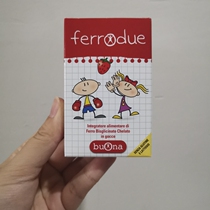 ferrodue
Integratore alimentare di
Ferro Bisglicinato Chelato
in gocce
buona